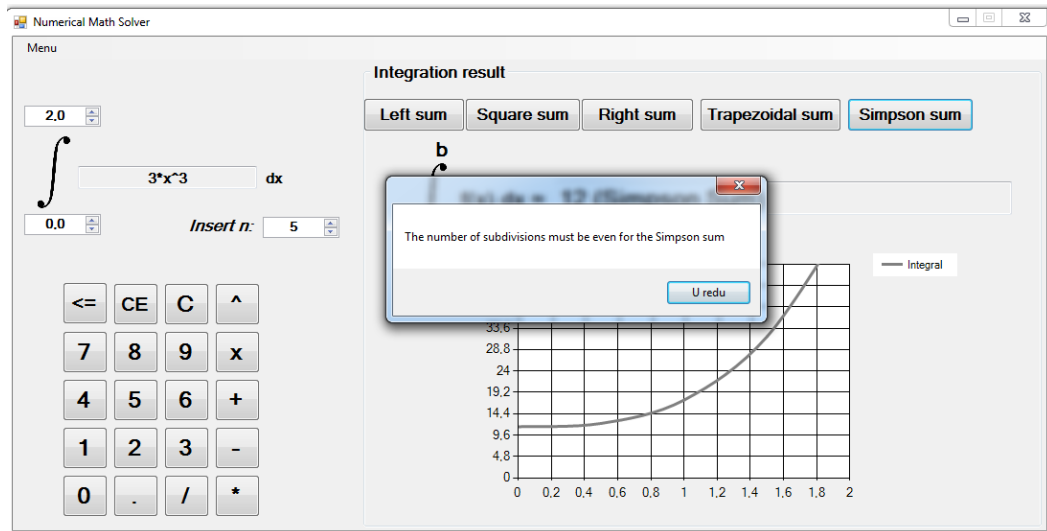 Numerical Math Solver
Menu
Integration result
Left sum Square sum Right sum Trapezoidal sum Simpson sum
2,0
b
3*x^3 dx
f(x) dx = 12 (Simpson Sum)
0,0 Insert n: 5
The number of subdivisions must be even for the Simpson sum
U redu
Integral
<= CE C ^
7 8 9 x
4 5 6 +
1 2 3 -
0 . / *
33,6
28,8
24
19,2
14,4
9,6
4,8
0
0 0,2 0,4 0,6 0,8 1 1,2 1,4 1,6 1,8 2